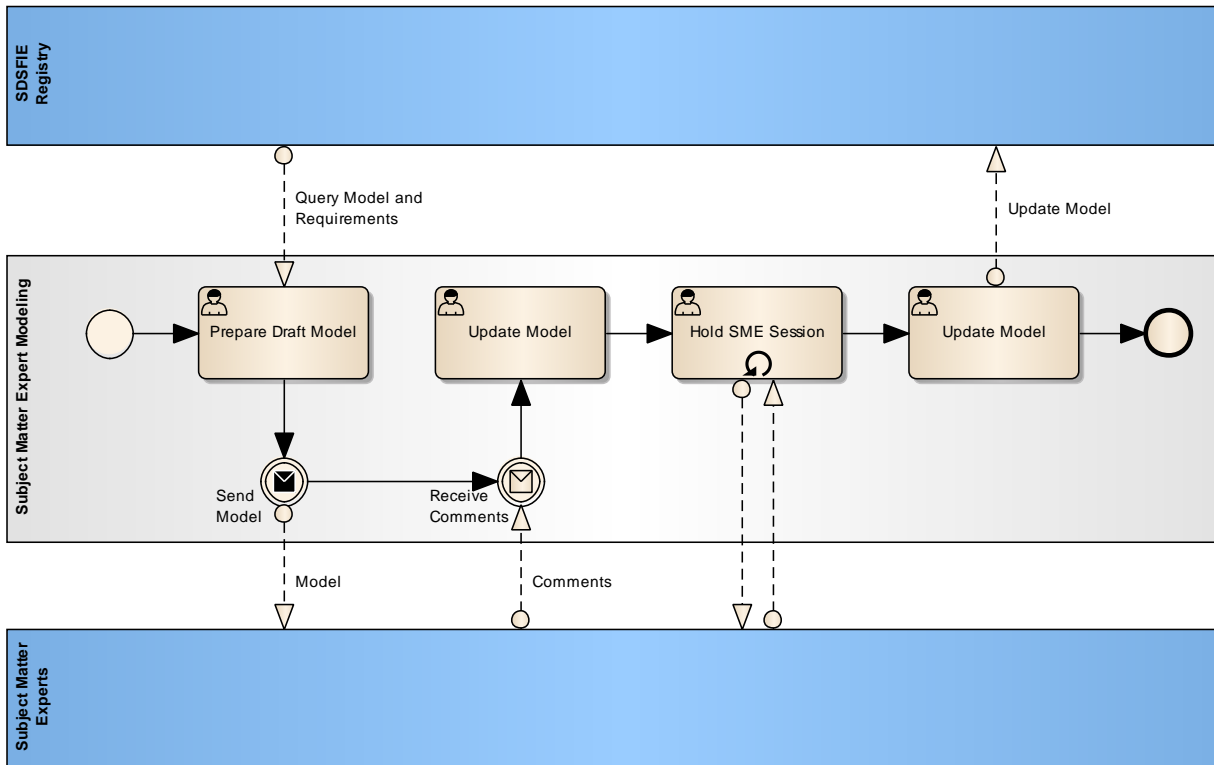 SDSFIE
Registry
Query Model and
Requirements
Update Model
Subject Matter Expert Modeling
Prepare Draft Model
Update Model
Hold SME Session
Update Model
Send
Model
Receive
Comments
Model
Comments
Subject Matter
Experts